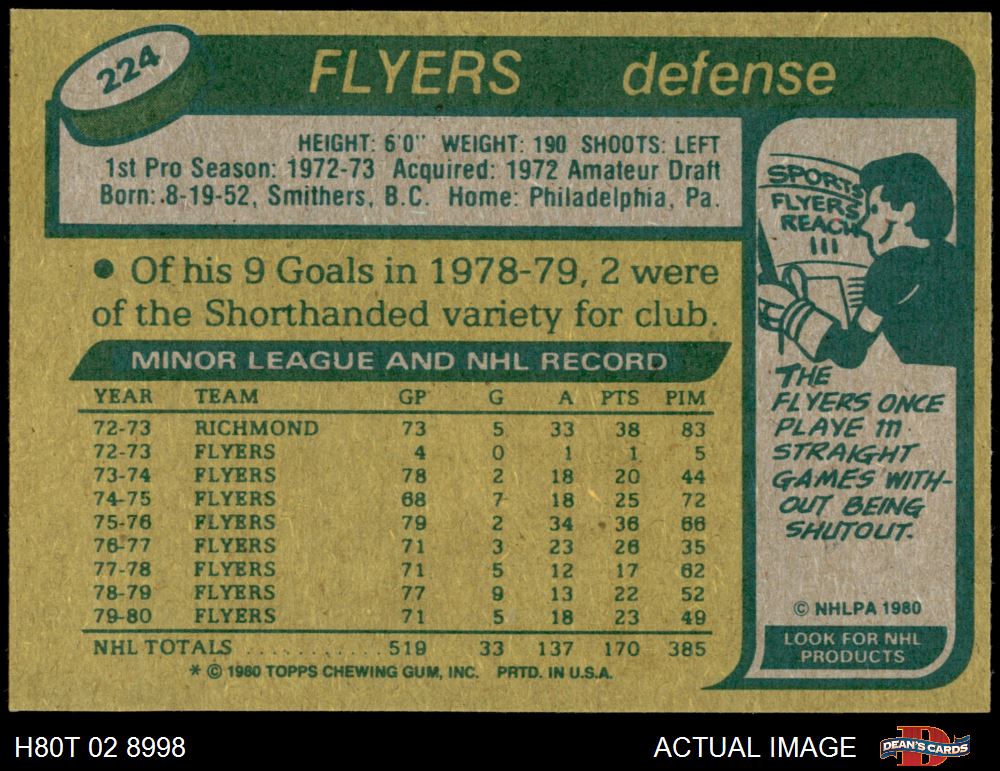 224
FLYERS defense
HEIGHT: 6'0" WEIGHT: 190 SHOOTS: LEFT
1st Pro Season: 1972-73 Acquired: 1972 Amateur Draft
Born: 8-19-52, Smithers, B.C. Home: Philadelphia, Pa.
• Of his 9 Goals in 1978-79, 2 were
of the Shorthanded variety for club.
MINOR LEAGUE AND NHL RECORD
YEAR TEAM GP G A PTS PIM
72-73 RICHMOND 73 5 33 38 83
72-73 FLYERS 4 0 1 1 5
73-74 FLYERS 78 2 18 20 44
74-75 FLYERS 68 7 18 25 72
75-76 FLYERS 79 2 34 36 66
76-77 FLYERS 71 3 23 26 35
77-78 FLYERS 71 5 12 17 62
78-79 FLYERS 77 9 13 22 52
79-80 FLYERS 71 5 18 23 49
NHL TOTALS ............ 519 33 137 170 385
* © 1980 TOPPS CHEWING GUM, INC. PRTD. IN U.S.A.
SPORTS
FLYERS
REACH
111
THE
FLYERS ONCE
PLAYE 111
STRAIGHT
GAMES WITH-
OUT BEING
SHUTOUT.
© NHLPA 1980
LOOK FOR NHL
PRODUCTS
H80T 02 8998
ACTUAL IMAGE
D
DEAN'S CARDS